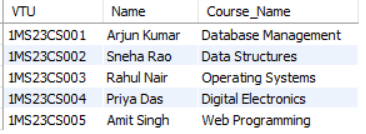 VTU Name Course_Name
1MS23CS001 Arjun Kumar Database Management
1MS23CS002 Sneha Rao Data Structures
1MS23CS003 Rahul Nair Operating Systems
1MS23CS004 Priya Das Digital Electronics
1MS23CS005 Amit Singh Web Programming